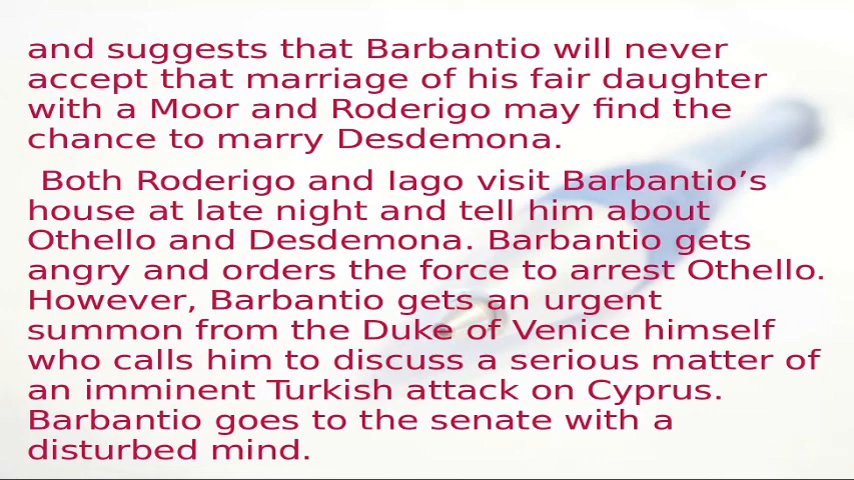 and suggests that Barbantio will never
accept that marriage of his fair daughter
with a Moor and Roderigo may find the
chance to marry Desdemona.
Both Roderigo and Iago visit Barbantio’s
house at late night and tell him about
Othello and Desdemona. Barbantio gets
angry and orders the force to arrest Othello.
However, Barbantio gets an urgent
summon from the Duke of Venice himself
who calls him to discuss a serious matter of
an imminent Turkish attack on Cyprus.
Barbantio goes to the senate with a
disturbed mind.